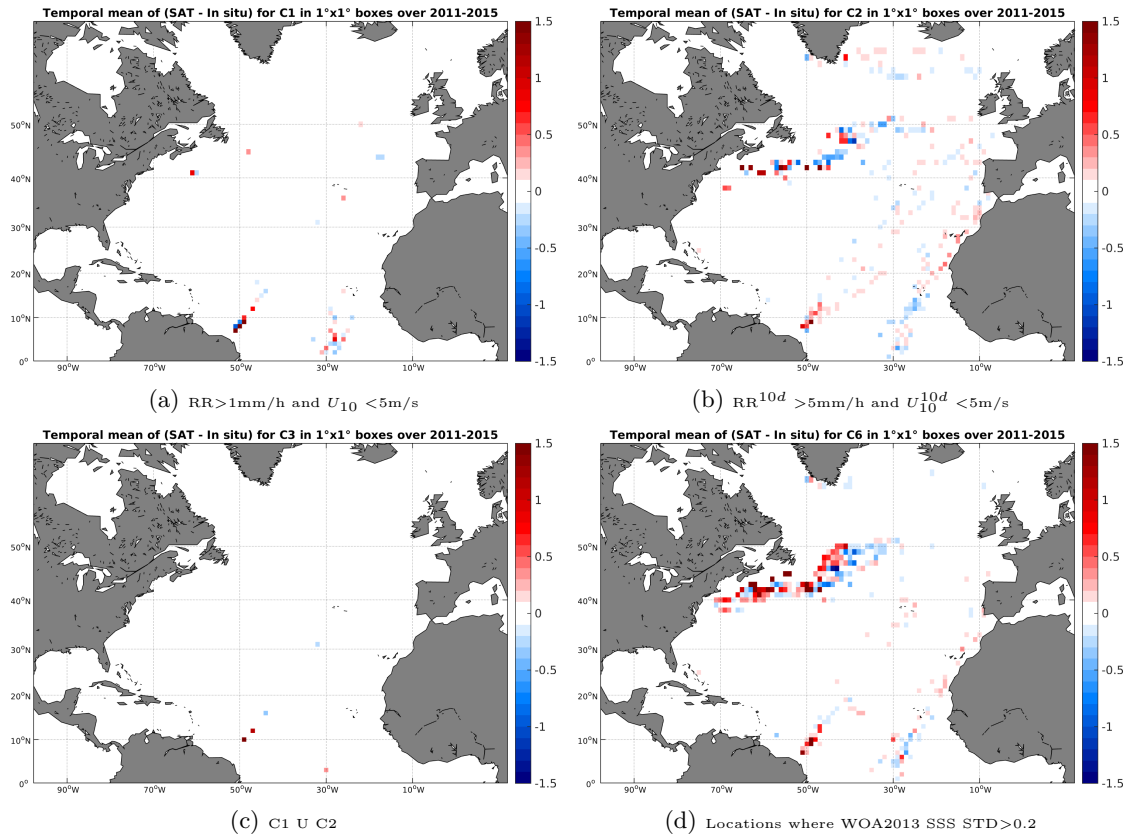 Temporal mean of (SAT - In situ) for C1 in 1°x1° boxes over 2011-2015
50°N
40°N
30°N
20°N
10°N
0°
90°W
70°W
50°W
30°W
10°W
1.5
1
0.5
0
-0.5
-1
-1.5
(a) RR>1mm/h and U10 <5m/s
Temporal mean of (SAT - In situ) for C2 in 1°x1° boxes over 2011-2015
50°N
40°N
30°N
20°N
10°N
0°
90°W
70°W
50°W
30°W
10°W
1.5
1
0.5
0
-0.5
-1
-1.5
(b) RR10d >5mm/h and U10 10d <5m/s
Temporal mean of (SAT - In situ) for C3 in 1°x1° boxes over 2011-2015
50°N
40°N
30°N
20°N
10°N
0°
90°W
70°W
50°W
30°W
10°W
1.5
1
0.5
0
-0.5
-1
-1.5
(c) C1 U C2
Temporal mean of (SAT - In situ) for C6 in 1°x1° boxes over 2011-2015
50°N
40°N
30°N
20°N
10°N
0°
90°W
70°W
50°W
30°W
10°W
1.5
1
0.5
0
-0.5
-1
-1.5
(d) Locations where WOA2013 SSS STD>0.2